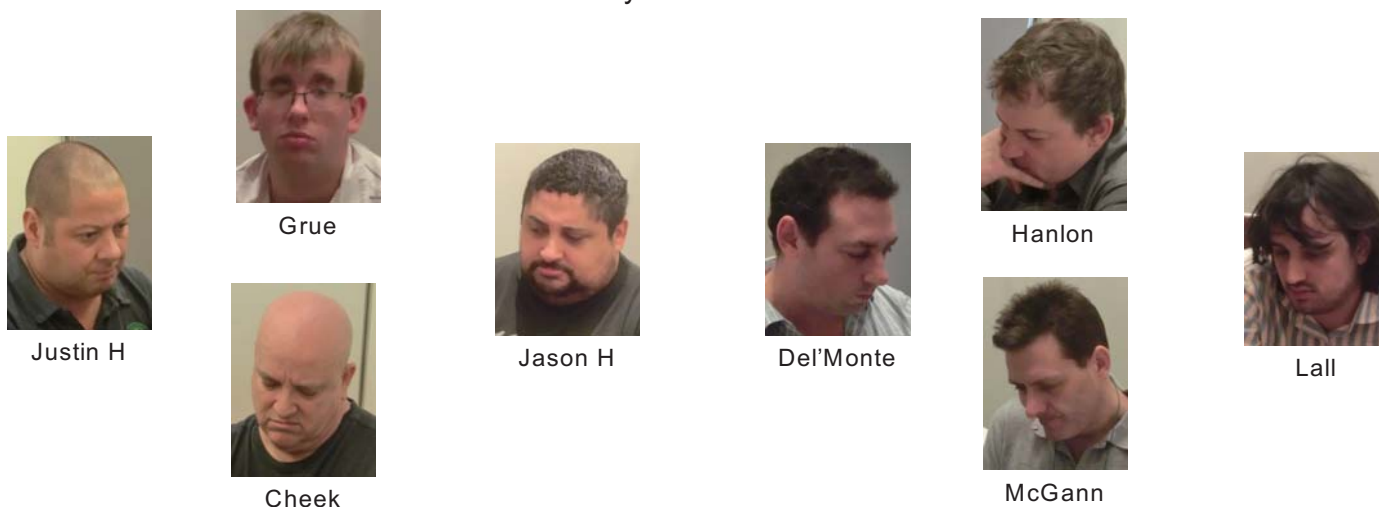 Grue
Hanlon
Justin H
Jason H
Del'Monte
Lall
Cheek
McGann